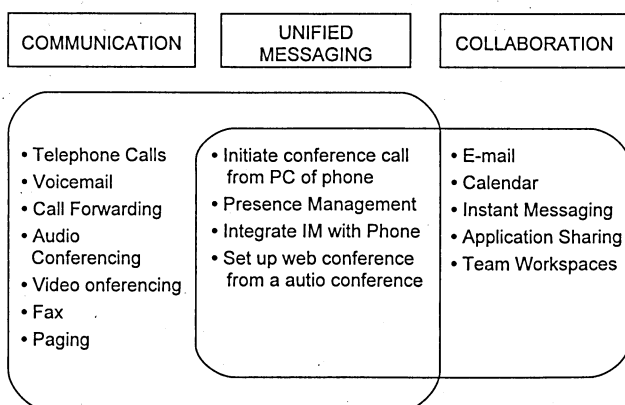 COMMUNICATION
UNIFIED
MESSAGING
COLLABORATION
• Telephone Calls
• Voicemail
• Call Forwarding
• Audio
Conferencing
• Video onferencing
• Fax
• Paging
• Initiate conference call
from PC of phone
• Presence Management
• Integrate IM with Phone
• Set up web conference
from a autio conference
• E-mail
• Calendar
• Instant Messaging
• Application Sharing
• Team Workspaces